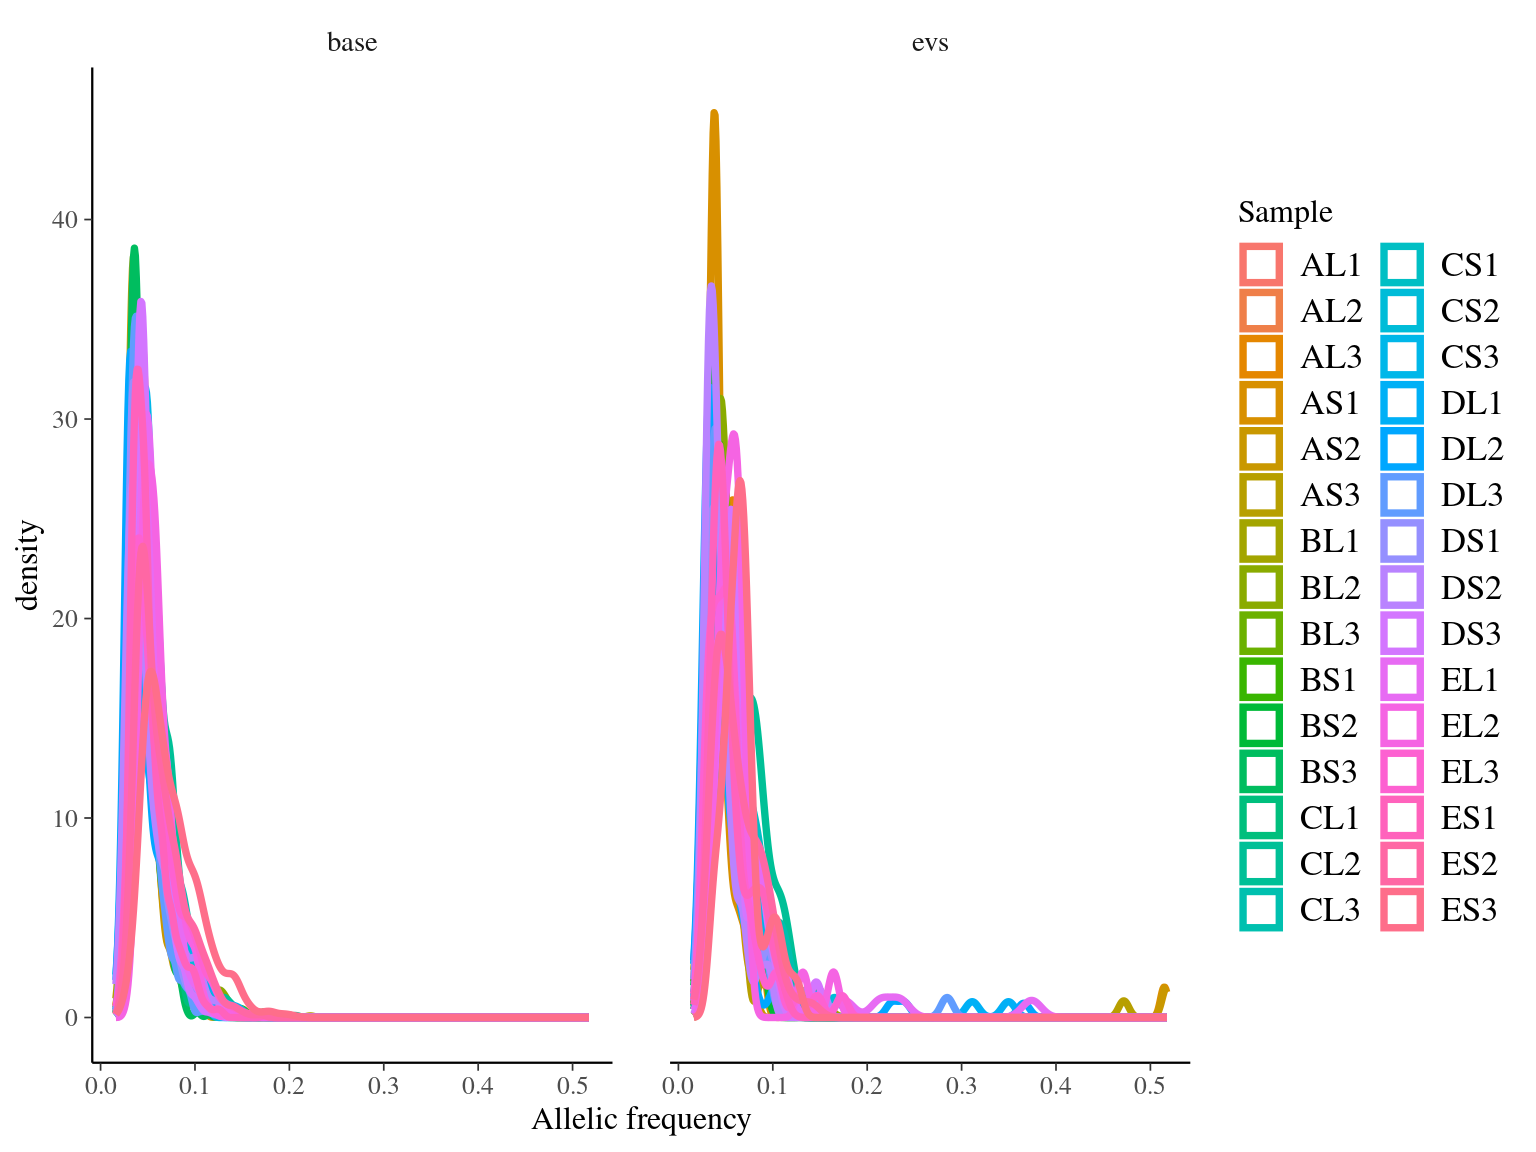 base
evs
density
40
30
20
10
0
0.0
0.1
0.2
0.3
0.4
0.5
0.0
0.1
0.2
0.3
0.4
0.5
Allelic frequency
Sample
AL1
AL2
AL3
AS1
AS2
AS3
BL1
BL2
BL3
BS1
BS2
BS3
CL1
CL2
CL3
CS1
CS2
CS3
DL1
DL2
DL3
DS1
DS2
DS3
EL1
EL2
EL3
ES1
ES2
ES3